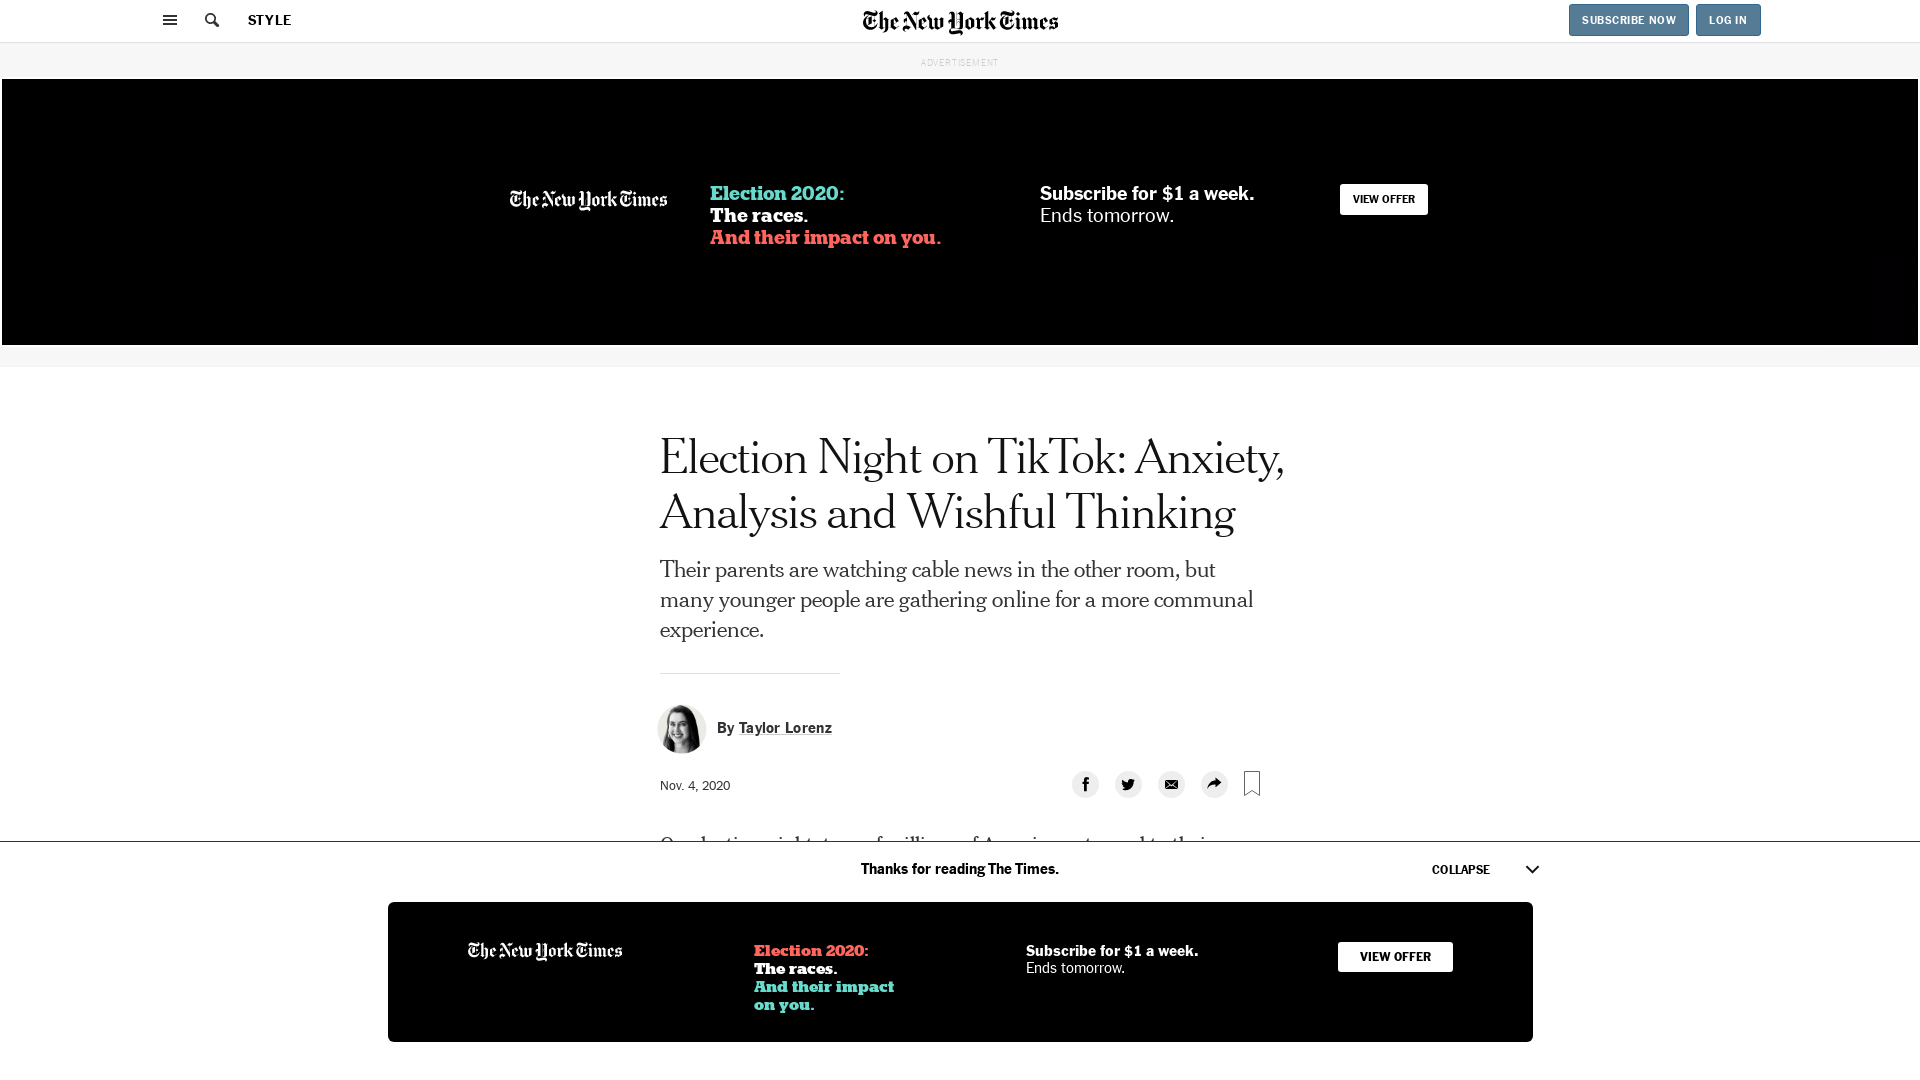 STYLE
The New York Times
SUBSCRIBE NOW
LOG IN
ADVERTISEMENT
The New York Times
Election 2020:
The races.
And their impact on you.
Subscribe for $1 a week.
Ends tomorrow.
VIEW OFFER
Election Night on TikTok: Anxiety,
Analysis and Wishful Thinking
Their parents are watching cable news in the other room, but
many younger people are gathering online for a more communal
experience.
By Taylor Lorenz
Nov. 4, 2020
Thanks for reading The Times.
COLLAPSE
The New York Times
Election 2020:
The races.
And their impact
on you.
Subscribe for $1 a week.
Ends tomorrow.
VIEW OFFER